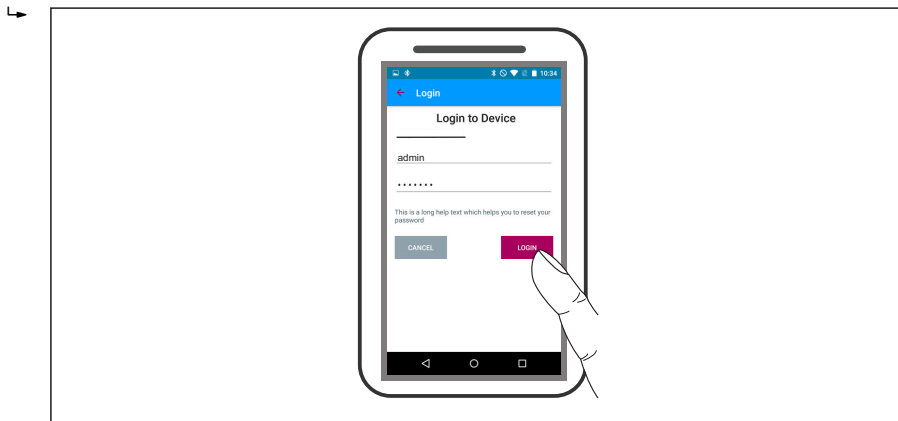 10:34
Login
Login to Device
admin
•••••••
This is a long help text which helps you to reset your
password
CANCEL LOGIN